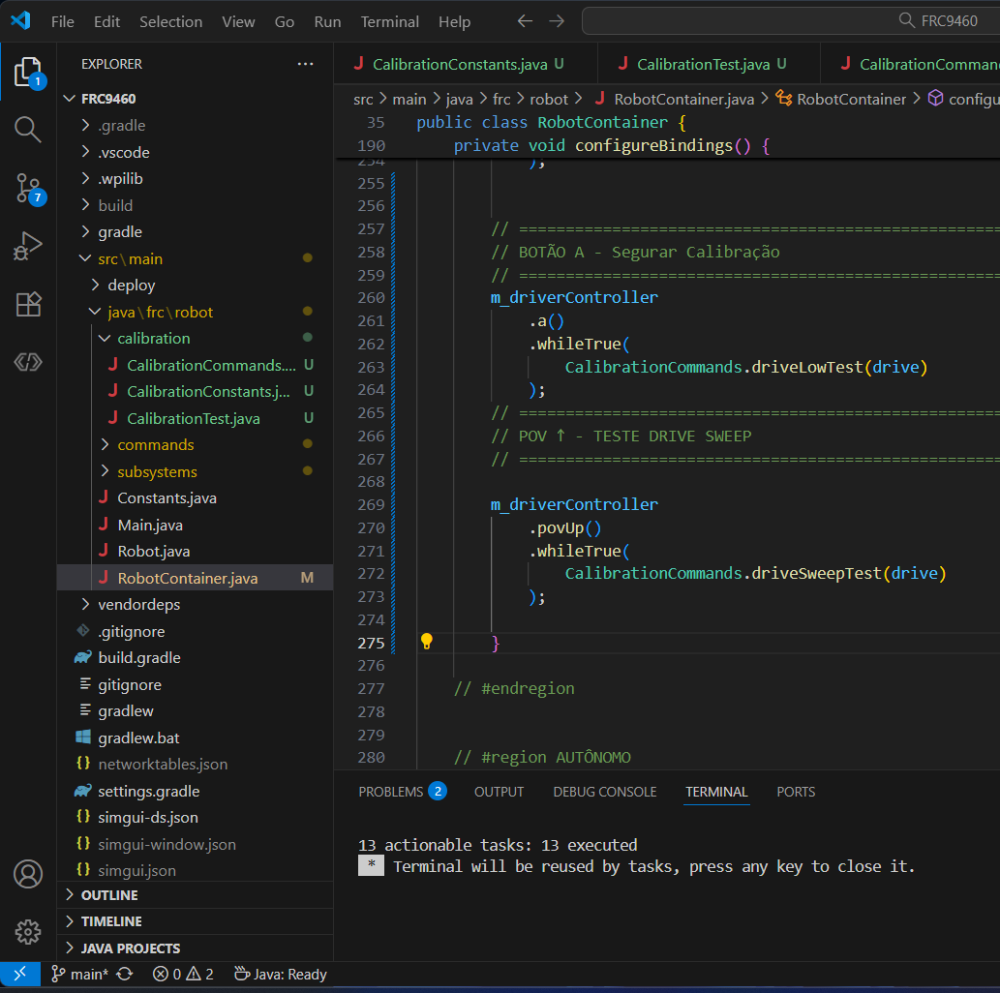 File Edit Selection View Go Run Terminal Help
FRC9460
EXPLORER
CalibrationConstants.java U
CalibrationTest.java U
CalibrationComman
1
FRC9460
.gradle
.vscode
.wpilib
build
gradle
src\main
deploy
java\frc\robot
calibration
CalibrationCommands.... U
CalibrationConstants.j... U
CalibrationTest.java U
commands
subsystems
Constants.java
Main.java
Robot.java
RobotContainer.java M
vendordeps
.gitignore
build.gradle
gitignore
gradlew
gradlew.bat
networktables.json
settings.gradle
simgui-ds.json
simgui-window.json
simgui.json
OUTLINE
TIMELINE
JAVA PROJECTS
7
src > main > java > frc > robot > J RobotContainer.java > RobotContainer > configu
35 public class RobotContainer {
190 private void configureBindings() {
254 );
255
256
257 // ===================================================
258 // BOTÃO A - Segurar Calibração
259 // ===================================================
260 m_driverController
261 .a()
262 .whileTrue(
263 CalibrationCommands.driveLowTest(drive)
264 );
265 // ===================================================
266 // POV ↑ - TESTE DRIVE SWEEP
267 // ===================================================
268
269 m_driverController
270 .povUp()
271 .whileTrue(
272 CalibrationCommands.driveSweepTest(drive)
273 );
274
275 }
276
277 // #endregion
278
279
280 // #region AUTÔNOMO
PROBLEMS 2 OUTPUT DEBUG CONSOLE TERMINAL PORTS
13 actionable tasks: 13 executed
* Terminal will be reused by tasks, press any key to close it.
main* 0 2 Java: Ready